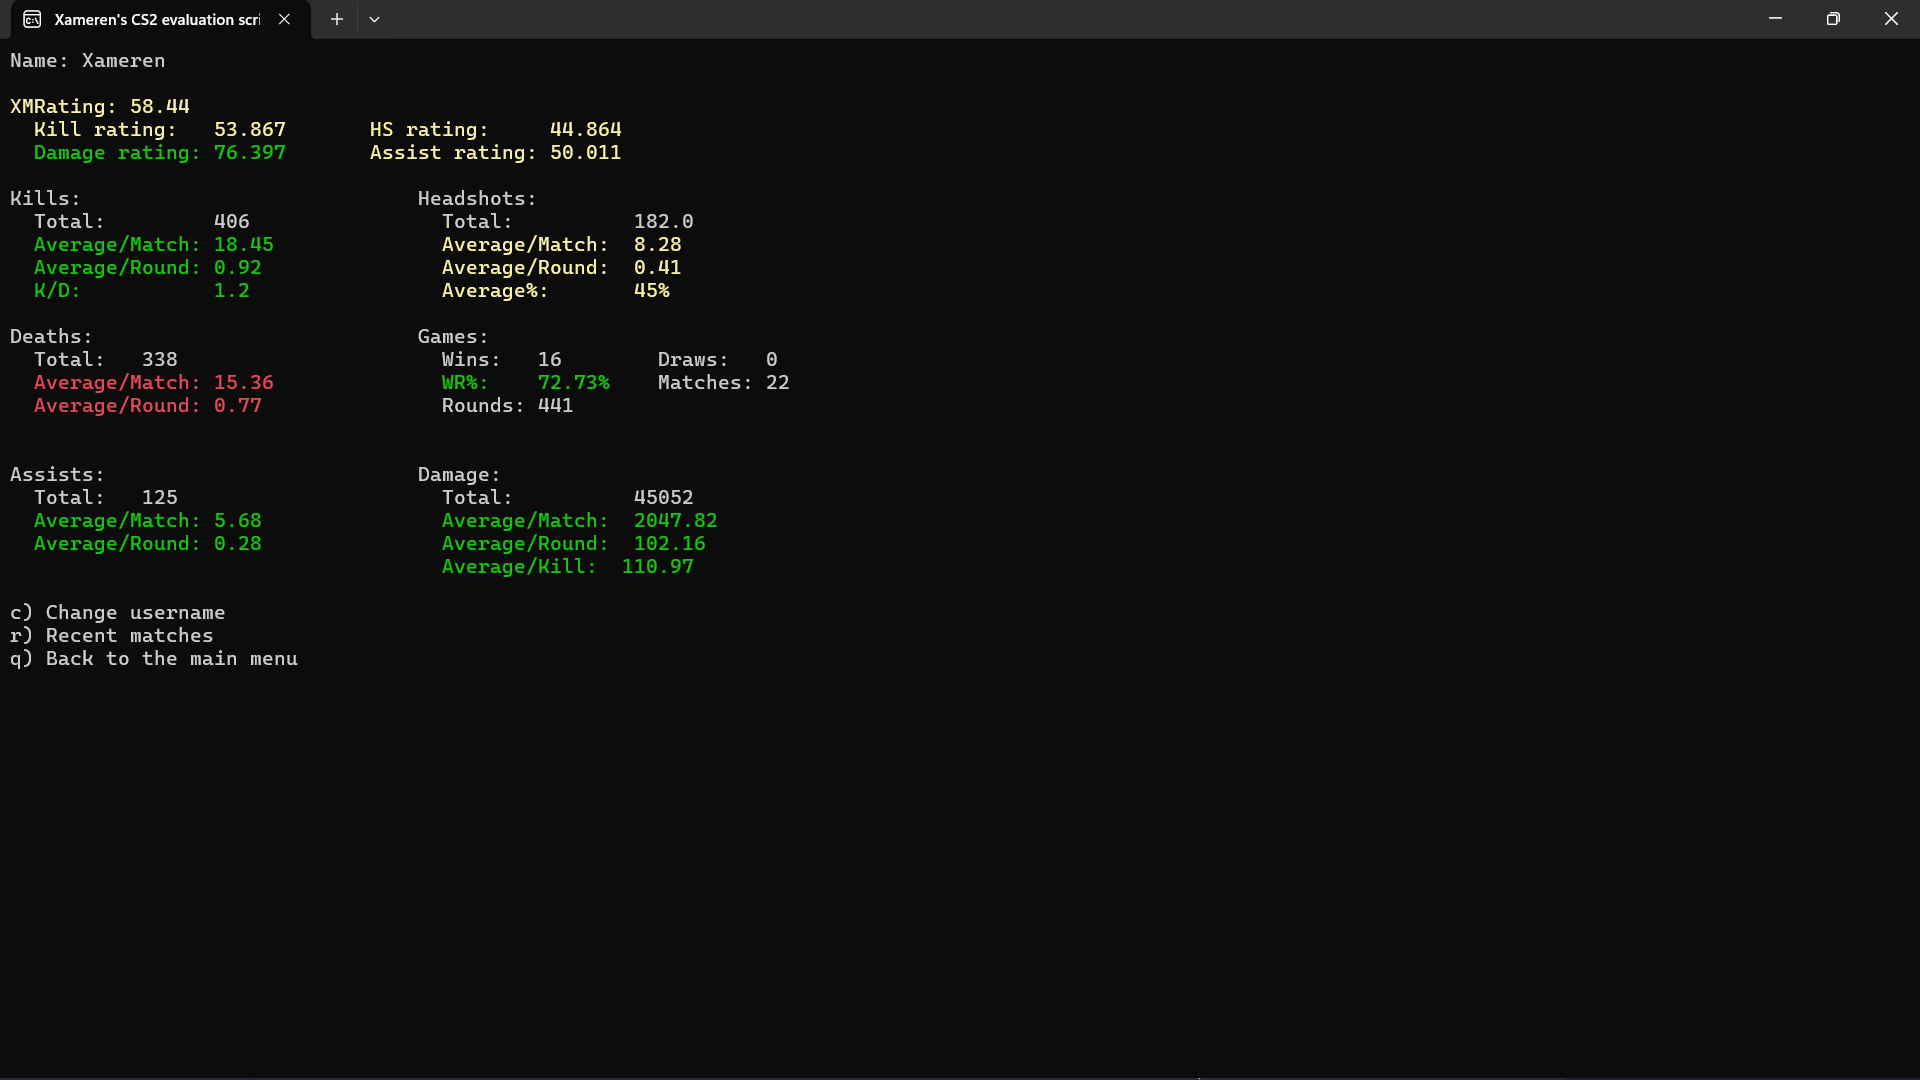 Xameren's CS2 evaluation scri
Name: Xameren
XMRating: 58.44
Kill rating: 53.867 HS rating: 44.864
Damage rating: 76.397 Assist rating: 50.011
Kills: Headshots:
Total: 406 Total: 182.0
Average/Match: 18.45 Average/Match: 8.28
Average/Round: 0.92 Average/Round: 0.41
K/D: 1.2 Average%: 45%
Deaths: Games:
Total: 338 Wins: 16 Draws: 0
Average/Match: 15.36 WR%: 72.73% Matches: 22
Average/Round: 0.77 Rounds: 441
Assists: Damage:
Total: 125 Total: 45052
Average/Match: 5.68 Average/Match: 2047.82
Average/Round: 0.28 Average/Round: 102.16
Average/Kill: 110.97
c) Change username
r) Recent matches
q) Back to the main menu